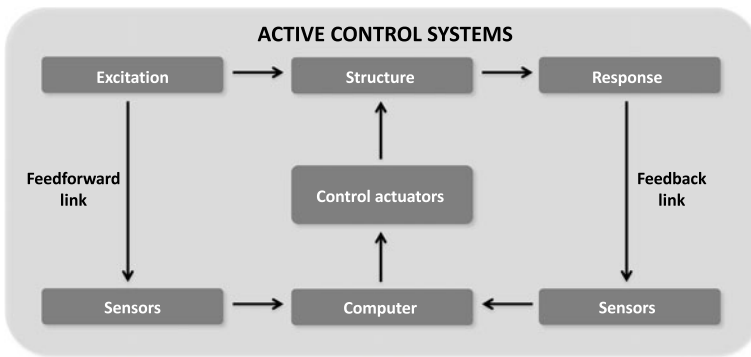 ACTIVE CONTROL SYSTEMS
Excitation
Structure
Response
Feedforward
link
Control actuators
Feedback
link
Sensors
Computer
Sensors